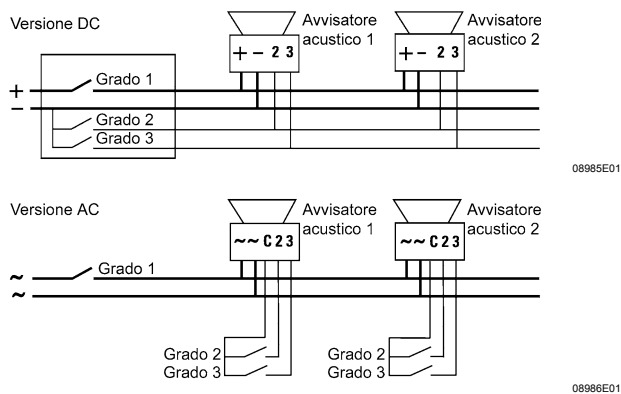 Versione DC
Avvisatore
acustico 1
Avvisatore
acustico 2
+ − 2 3
+ − 2 3
+
Grado 1
−
Grado 2
Grado 3
08985E01
Versione AC
Avvisatore
acustico 1
Avvisatore
acustico 2
~ ~ C 2 3
~ ~ C 2 3
~
Grado 1
~
Grado 2
Grado 3
Grado 2
Grado 3
08986E01